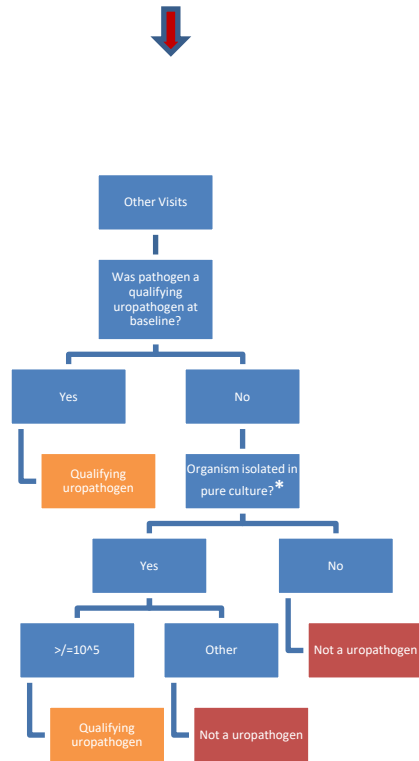 Other Visits
Was pathogen a
qualifying
uropathogen at
baseline?
Yes
No
Qualifying
uropathogen
Organism isolated in
pure culture?*
Yes
No
>/=10^5
Other
Not a uropathogen
Qualifying
uropathogen
Not a uropathogen